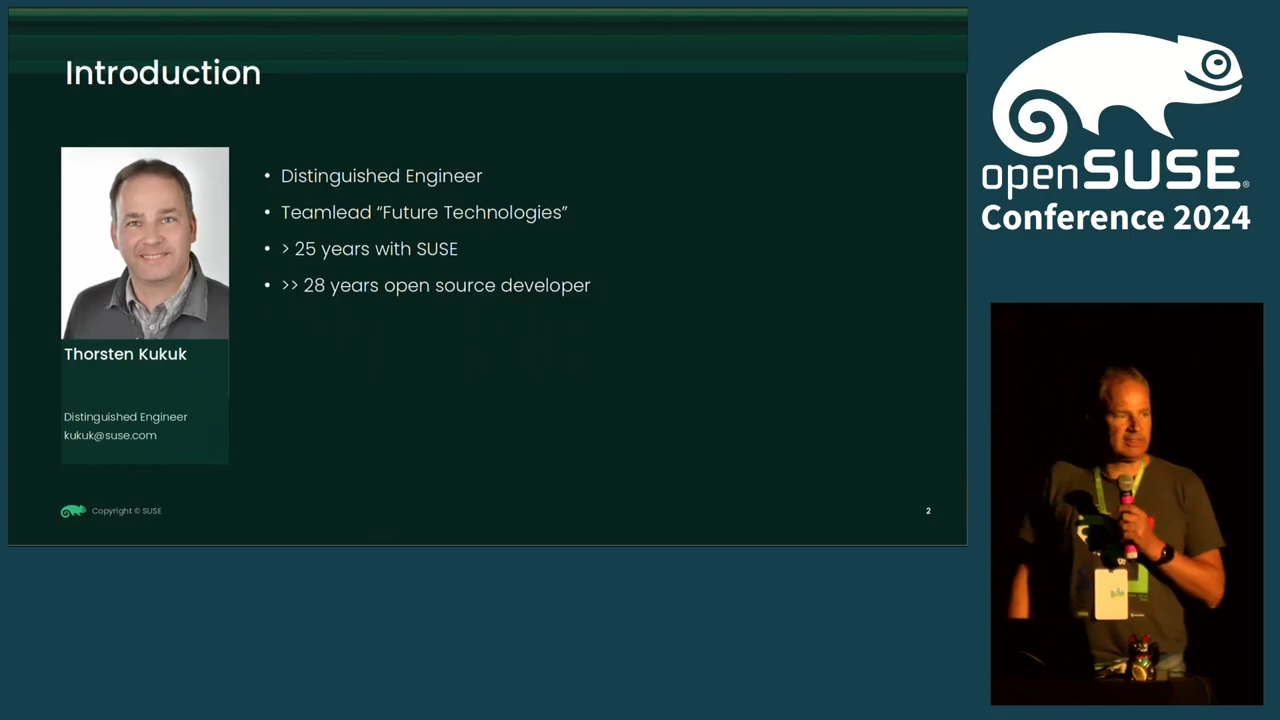 Introduction
• Distinguished Engineer
• Teamlead “Future Technologies”
• > 25 years with SUSE
• >> 28 years open source developer
Thorsten Kukuk
Distinguished Engineer
kukuk@suse.com
Copyright © SUSE
2
openSUSE®
Conference 2024